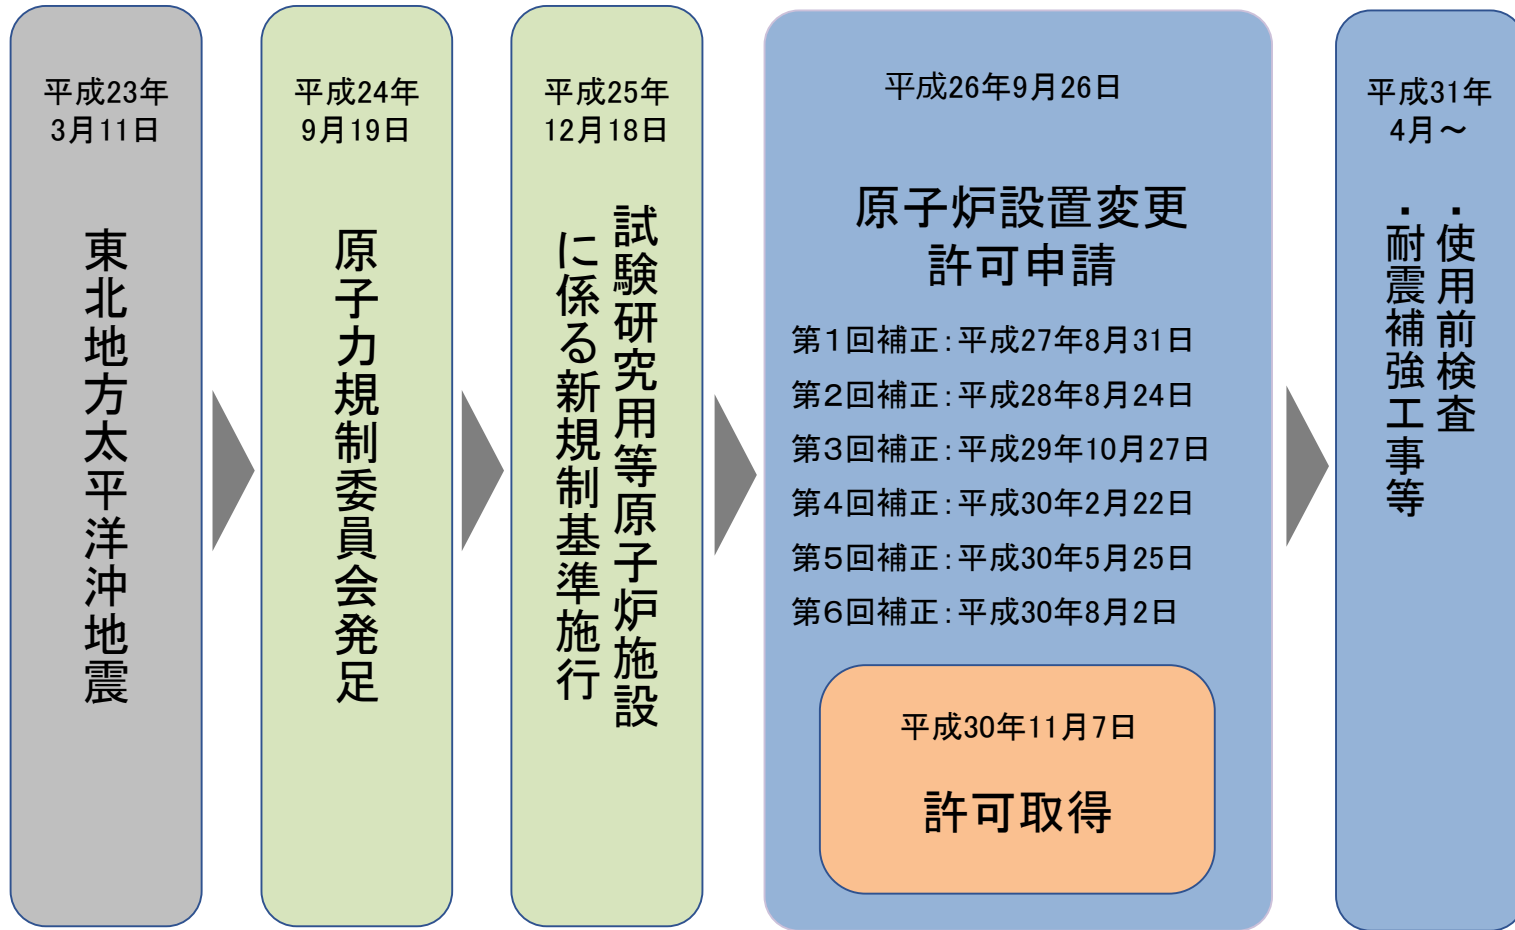 平成23年
3月11日
東北地方太平洋沖地震
平成24年
9月19日
原子力規制委員会発足
平成25年
12月18日
試験研究用等原子炉施設
に係る新規制基準施行
平成26年9月26日
原子炉設置変更
許可申請
第1回補正：平成27年8月31日
第2回補正：平成28年8月24日
第3回補正：平成29年10月27日
第4回補正：平成30年2月22日
第5回補正：平成30年5月25日
第6回補正：平成30年8月2日
平成30年11月7日
許可取得
平成31年
4月～
・使用前検査
・耐震補強工事等